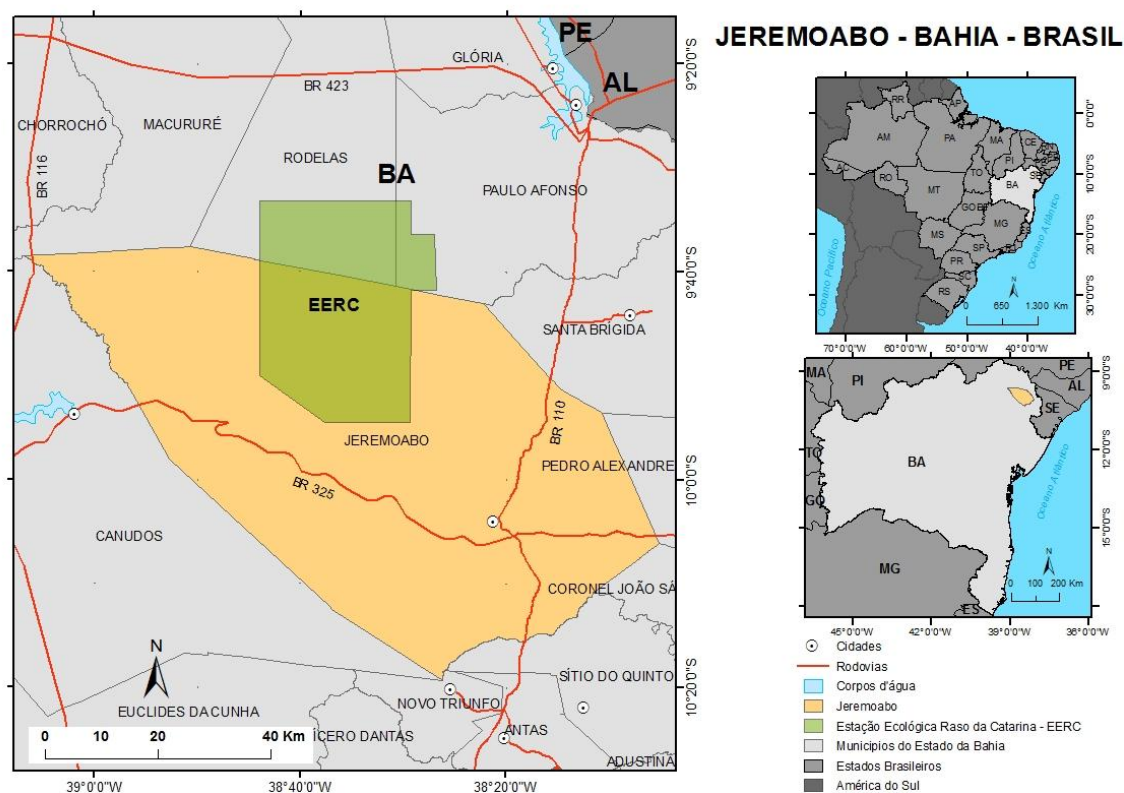 JEREMOABO - BAHIA - BRASIL
PE
AL
GLÓRIA
BR 423
CHORROCHÓ
MACURURÉ
RODELAS
BA
BR 116
PAULO AFONSO
EERC
SANTA BRÍGIDA
BR 110
JEREMOABO
PEDRO ALEXANDRE
BR 325
CANUDOS
CORONEL JOÃO SÁ
SÍTIO DO QUINTO
NOVO TRIUNFO
EUCLIDES DA CUNHA
ÍCERO DANTAS
ANTAS
ADUSTINA
N
0 10 20 40 Km
39°0'0"W 38°40'0"W 38°20'0"W
9°20'0"S
9°40'0"S
10°0'0"S
10°20'0"S
RR
AP
AM
PA
MA
CE
RN
PI
AC
RO
TO
SE
MT
BA
GO
MG
MS
ES
SP
PR
SC
RS
Oceano Pacífico
Oceano Atlântico
N
0 650 1.300 Km
0°0'0"
10°0'0"S
20°0'0"S
30°0'0"S
70°0'0"W 60°0'0"W 50°0'0"W 40°0'0"W
MA
PI
PE
AL
SE
TO
BA
GO
MG
ES
Oceano Atlântico
N
0 100 200 Km
9°0'0"S
12°0'0"S
15°0'0"S
45°0'0"W 42°0'0"W 39°0'0"W 36°0'0"W
Cidades
Rodovias
Corpos d'água
Jeremoabo
Estação Ecológica Raso da Catarina - EERC
Municipios do Estado da Bahia
Estados Brasileiros
América do Sul